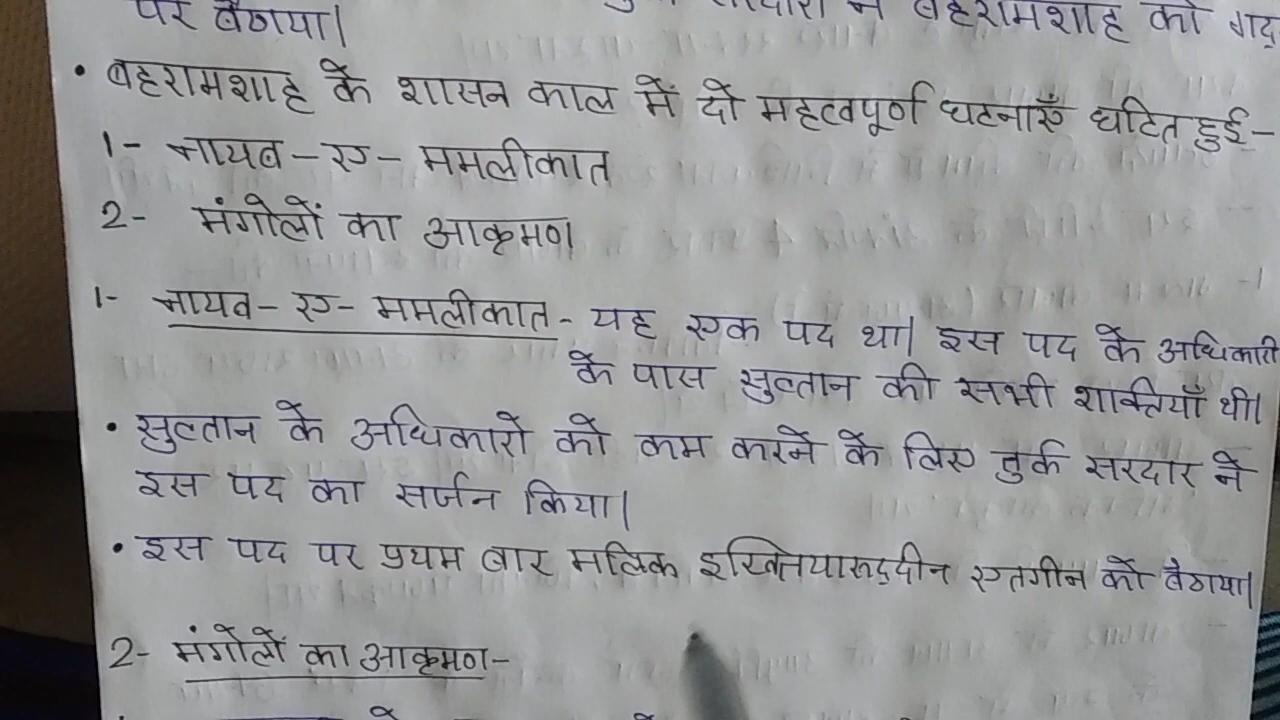 पर बैठाया।
बहरामशाह को
• बहरामशाह के शासन काल में दो महत्वपूर्ण घटनाएँ घटित हुई-
1- नायब-ए-ममलीकात
2- मंगोलों का आक्रमण
1- नायब-ए-ममलीकात- यह एक पद था। इस पद के अधिकारी
के पास सुल्तान की सभी शक्तियाँ थी।
• सुल्तान के अधिकारो को कम करने के लिए तुर्क सरदार ने
इस पद का सर्जन किया।
• इस पद पर प्रथम बार मलिक इख्तियारूद्दीन एतगीन को बैठाया।
2- मंगोलों का आक्रमण-